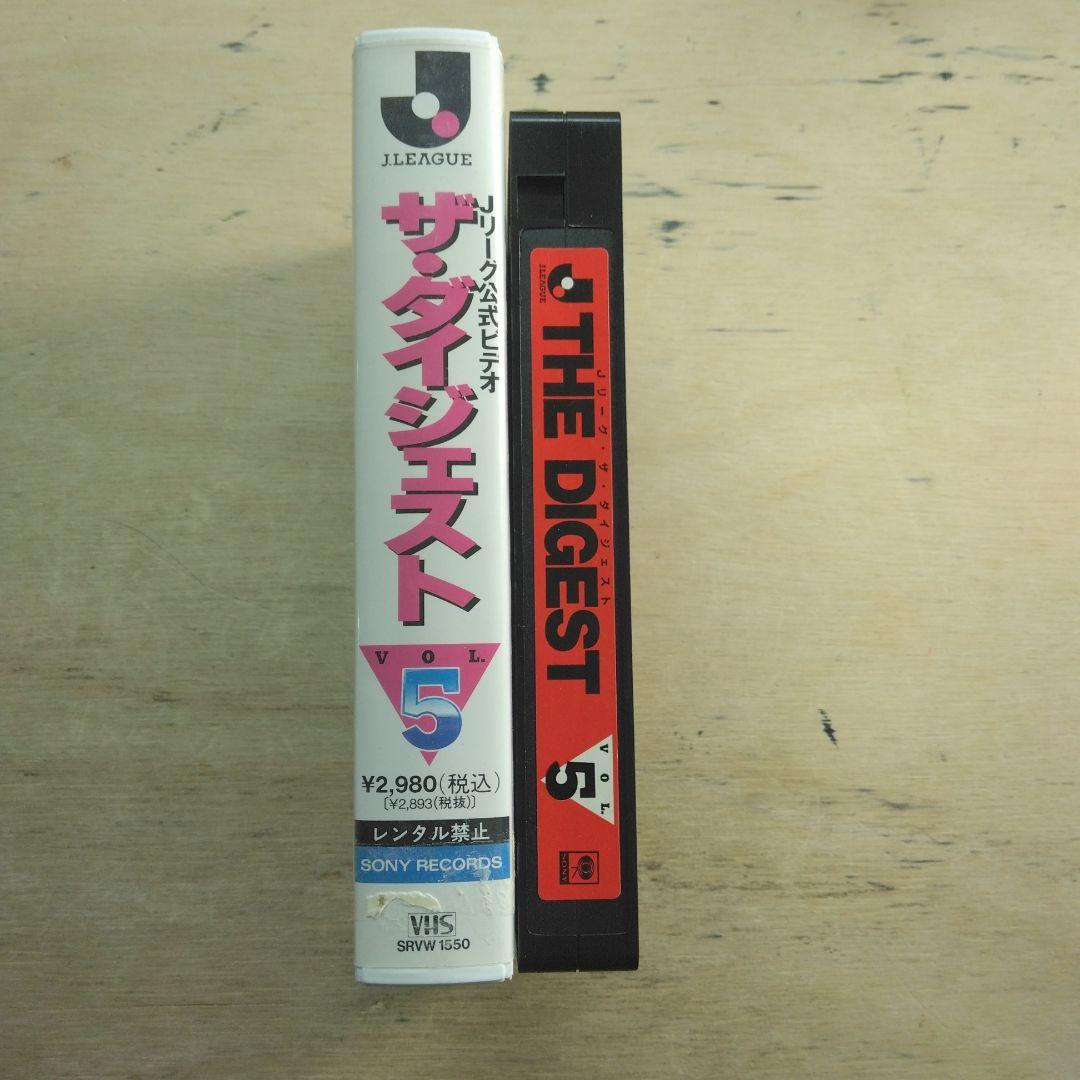 J.LEAGUE
Jリーグ公式ビデオ
ザ・ダイジェスト
VOL.
5
¥2,980(税込)
[¥2,893(税抜)]
レンタル禁止
SONY RECORDS
VHS
SRVW 1550
J.LEAGUE
Jリーグ・ザ・ダイジェスト
THE DIGEST
VOL.
5
SONY